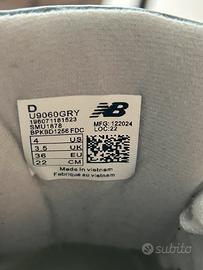 D
U9060GRY
196071181523
SMU1878
BPKBD1256 FDC
MFG: 122024
LOC:22
4 US
3.5 UK
36 EU
22 CM
Made in vietnam
Fabriqué au vietnam
subito